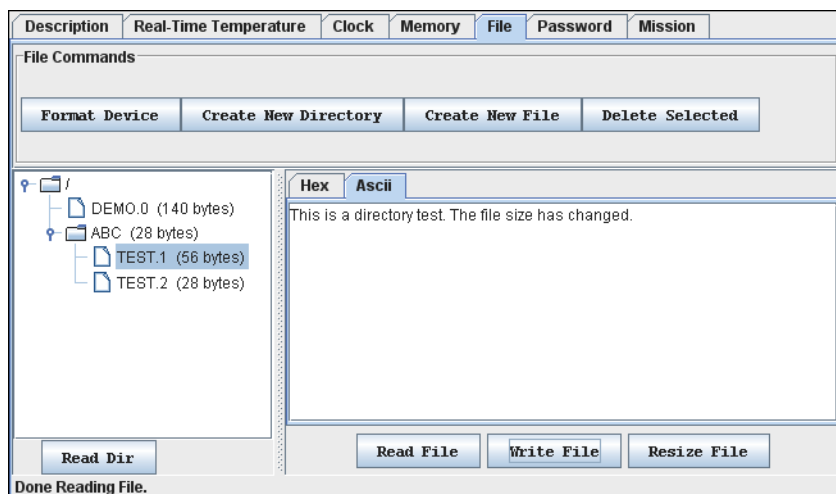 Description Real-Time Temperature Clock Memory File Password Mission
File Commands
Format Device Create New Directory Create New File Delete Selected
/
DEMO.0 (140 bytes)
ABC (28 bytes)
TEST.1 (56 bytes)
TEST.2 (28 bytes)
Hex Ascii
This is a directory test. The file size has changed.
Read Dir
Read File Write File Resize File
Done Reading File.